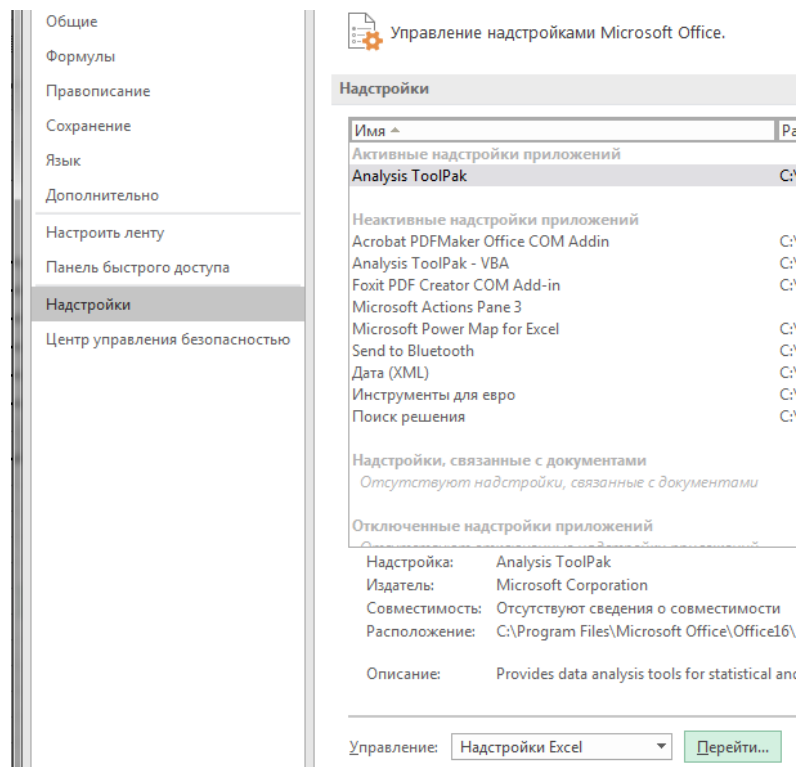 Общие
Формулы
Правописание
Сохранение
Язык
Дополнительно
Настроить ленту
Панель быстрого доступа
Надстройки
Центр управления безопасностью
Управление надстройками Microsoft Office.
Надстройки
Имя Ра
Активные надстройки приложений
Analysis ToolPak C:\
Неактивные надстройки приложений
Acrobat PDFMaker Office COM Addin C:\
Analysis ToolPak - VBA C:\
Foxit PDF Creator COM Add-in C:\
Microsoft Actions Pane 3
Microsoft Power Map for Excel C:\
Send to Bluetooth C:\
Дата (XML) C:\
Инструменты для евро C:\
Поиск решения C:\
Надстройки, связанные с документами
Отсутствуют надстройки, связанные с документами
Отключенные надстройки приложений
Надстройка: Analysis ToolPak
Издатель: Microsoft Corporation
Совместимость: Отсутствуют сведения о совместимости
Расположение: C:\Program Files\Microsoft Office\Office16\
Описание: Provides data analysis tools for statistical and
Управление: Надстройки Excel Перейти...